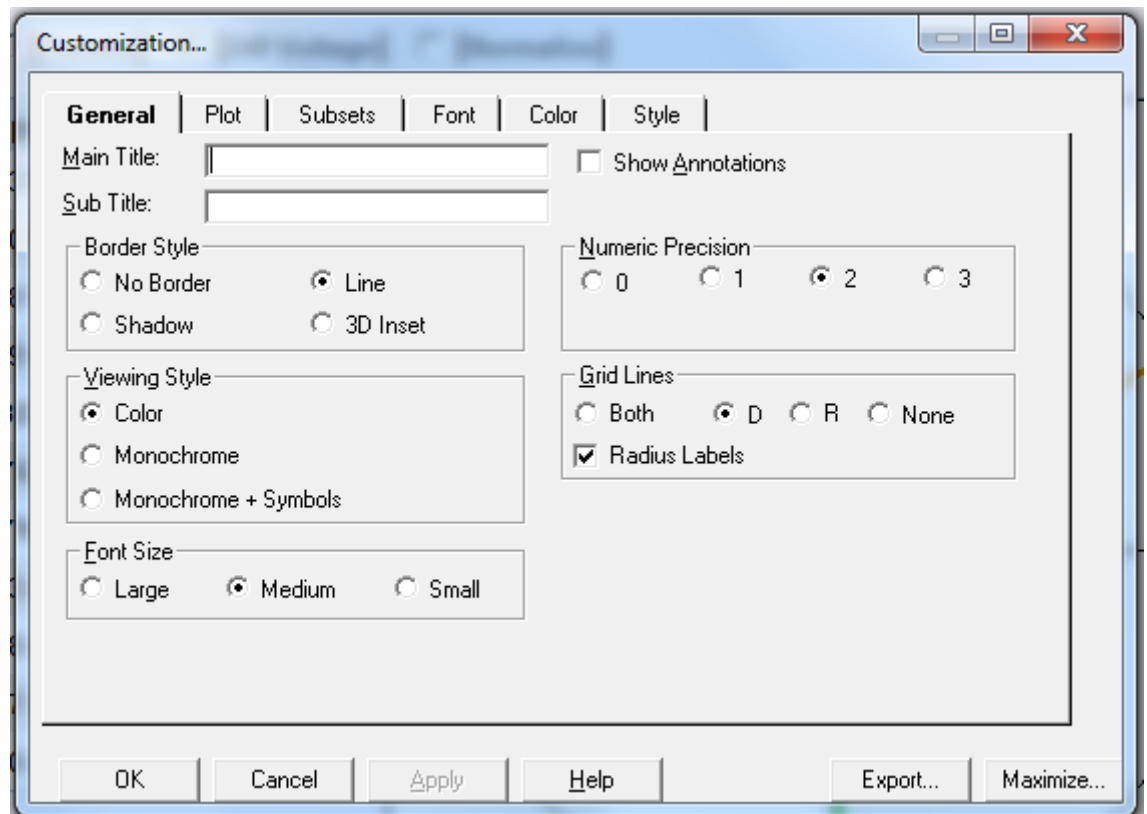 Customization...
General Plot Subsets Font Color Style
Main Title:
Show Annotations
Sub Title:
Border Style
No Border Line
Shadow 3D Inset
Numeric Precision
0 1 2 3
Viewing Style
Color
Monochrome
Monochrome + Symbols
Grid Lines
Both D R None
Radius Labels
Font Size
Large Medium Small
OK Cancel Apply Help Export... Maximize...